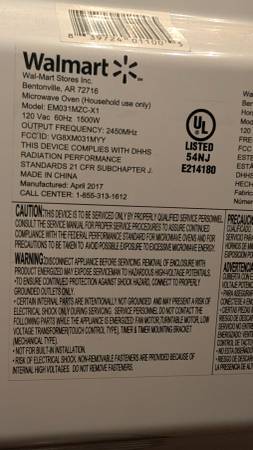 8 39724 01100 5
Walmart
Wal-Mart Stores Inc.
Bentonville, AR 72716
Microwave Oven (Household use only)
Model: EM031MZC-X1
120 Vac 60Hz 1500W
OUTPUT FREQUENCY: 2450MHz
FCC ID: VG8XM031MYY
THIS DEVICE COMPLIES WITH DHHS
RADIATION PERFORMANCE
STANDARDS 21 CFR SUBCHAPTER J.
MADE IN CHINA
Manufactured: April 2017
CALL CENTER: 1-855-313-1612
UL
LISTED
54NJ
E214180
CAUTION: THIS DEVICE IS TO BE SERVICED ONLY BY PROPERLY QUALIFIED SERVICE PERSONNEL.
CONSULT THE SERVICE MANUAL FOR PROPER SERVICE PROCEDURES TO ASSURE CONTINUED
COMPLIANCE WITH THE FEDERAL PERFORMANCE STANDARD FOR MICROWAVE OVENS AND FOR
PRECAUTIONS TO BE TAKEN TO AVOID POSSIBLE EXPOSURE TO EXCESSIVE MICROWAVE ENERGY.
WARNING: DISCONNECT APPLIANCE BEFORE SERVICING. REMOVAL OF ENCLOSURE WITH
PRODUCT ENERGIZED MAY EXPOSE SERVICEMAN TO HAZARDOUS HIGH-VOLTAGE POTENTIALS.
• TO ENSURE CONTINUED PROTECTION AGAINST SHOCK HAZARD, CONNECT TO PROPERLY
GROUNDED OUTLETS ONLY.
• CERTAIN INTERNAL PARTS ARE INTENTIONALLY NOT GROUNDED AND MAY PRESENT A RISK OF
ELECTRICAL SHOCK ONLY DURING SERVICING. SERVICE PERSONNEL DO NOT CONTACT THE
FOLLOWING PARTS WHILE THE APPLIANCE IS ENERGIZED: FAN MOTOR, TURNTABLE MOTOR, LOW
VOLTAGE TRANSFORMER (TOUCH CONTROL TYPE), TIMER & TIMER MOUNTING BRACKET
(MECHANICAL TYPE).
• NOT FOR BUILT-IN INSTALLATION.
• RISK OF ELECTRICAL SHOCK. NON-REMOVABLE FASTENERS ARE PROVIDED BECAUSE OF
INTERNAL HIGH VOLTAGES. DO NOT REMOVE FASTENERS.